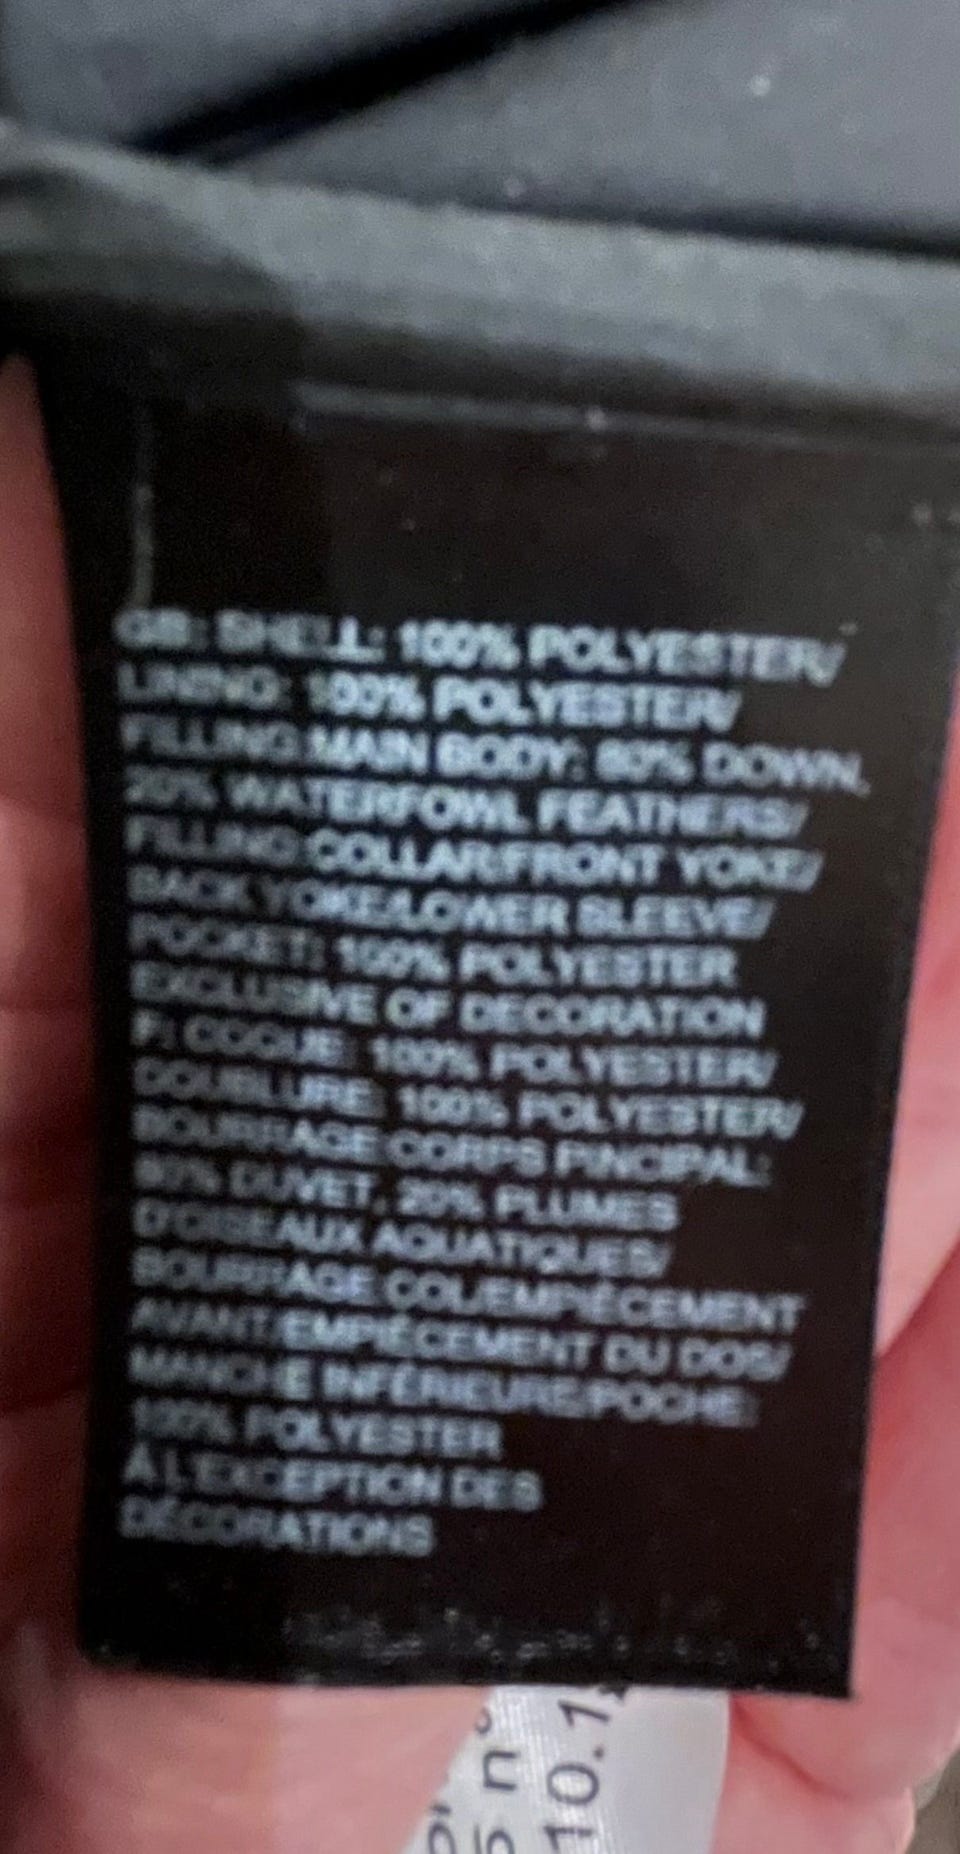 GB: SHELL: 100% POLYESTER/
LINING: 100% POLYESTER/
FILLING:MAIN BODY: 80% DOWN,
20% WATERFOWL FEATHERS/
FILLING:COLLAR/FRONT YOKE/
BACK YOKE/LOWER SLEEVE/
POCKET: 100% POLYESTER
EXCLUSIVE OF DECORATION
F: COQUE: 100% POLYESTER/
DOUBLURE: 100% POLYESTER/
BOURRAGE:CORPS PINCIPAL:
80% DUVET, 20% PLUMES
D'OISEAUX AQUATIQUES/
BOURRAGE:COL/EMPIÈCEMENT
AVANT/EMPIÈCEMENT DU DOS/
MANCHE INFÉRIEURE/POCHE:
100% POLYESTER
À L'EXCEPTION DES
DÉCORATIONS
n°
10.1